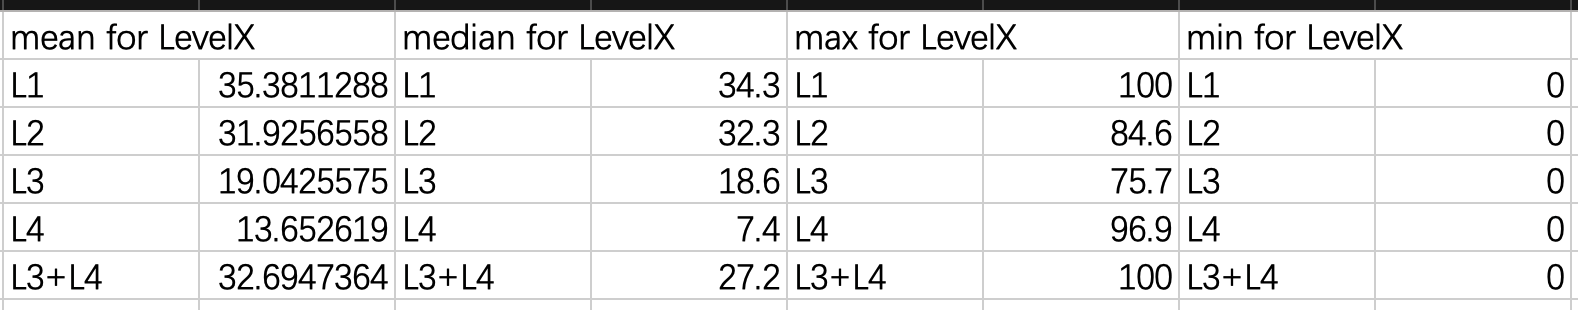 mean for LevelX median for LevelX max for LevelX min for LevelX
L1 35.3811288 L1 34.3 L1 100 L1 0
L2 31.9256558 L2 32.3 L2 84.6 L2 0
L3 19.0425575 L3 18.6 L3 75.7 L3 0
L4 13.652619 L4 7.4 L4 96.9 L4 0
L3+L4 32.6947364 L3+L4 27.2 L3+L4 100 L3+L4 0